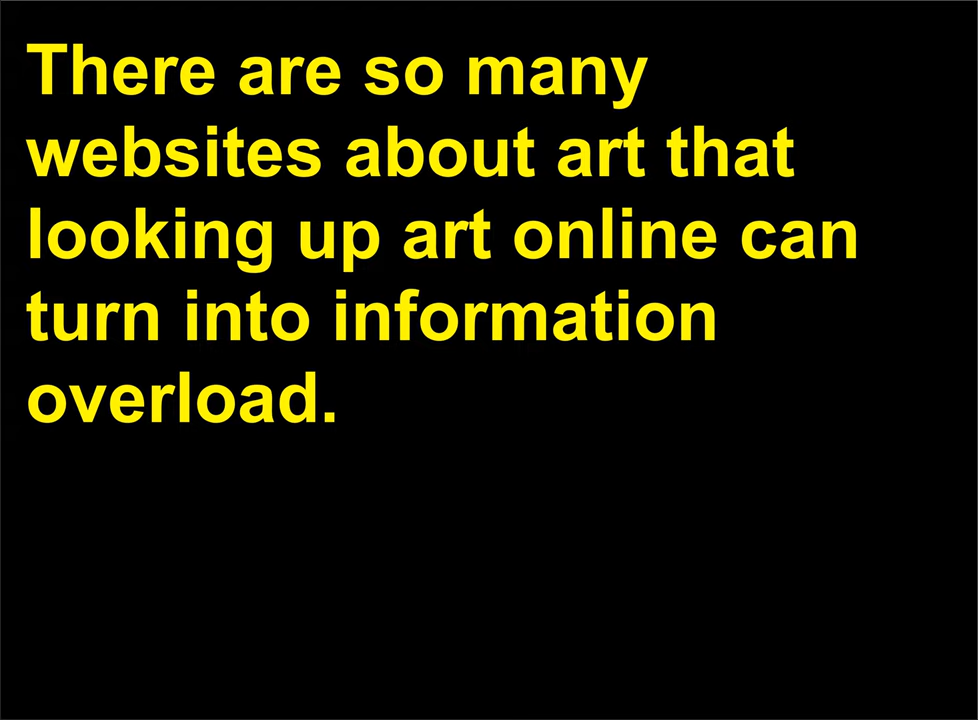 There are so many
websites about art that
looking up art online can
turn into information
overload.